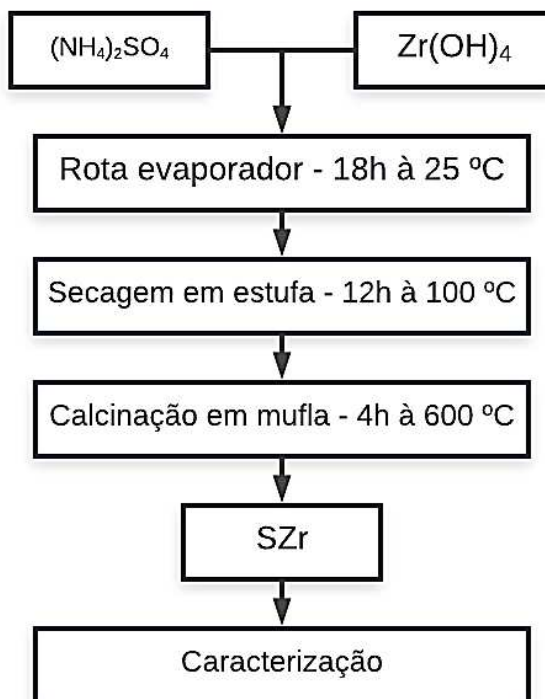 (NH₄)₂SO₄
Zr(OH)₄
Rota evaporador - 18h à 25 ºC
Secagem em estufa - 12h à 100 ºC
Calcinação em mufla - 4h à 600 ºC
SZr
Caracterização